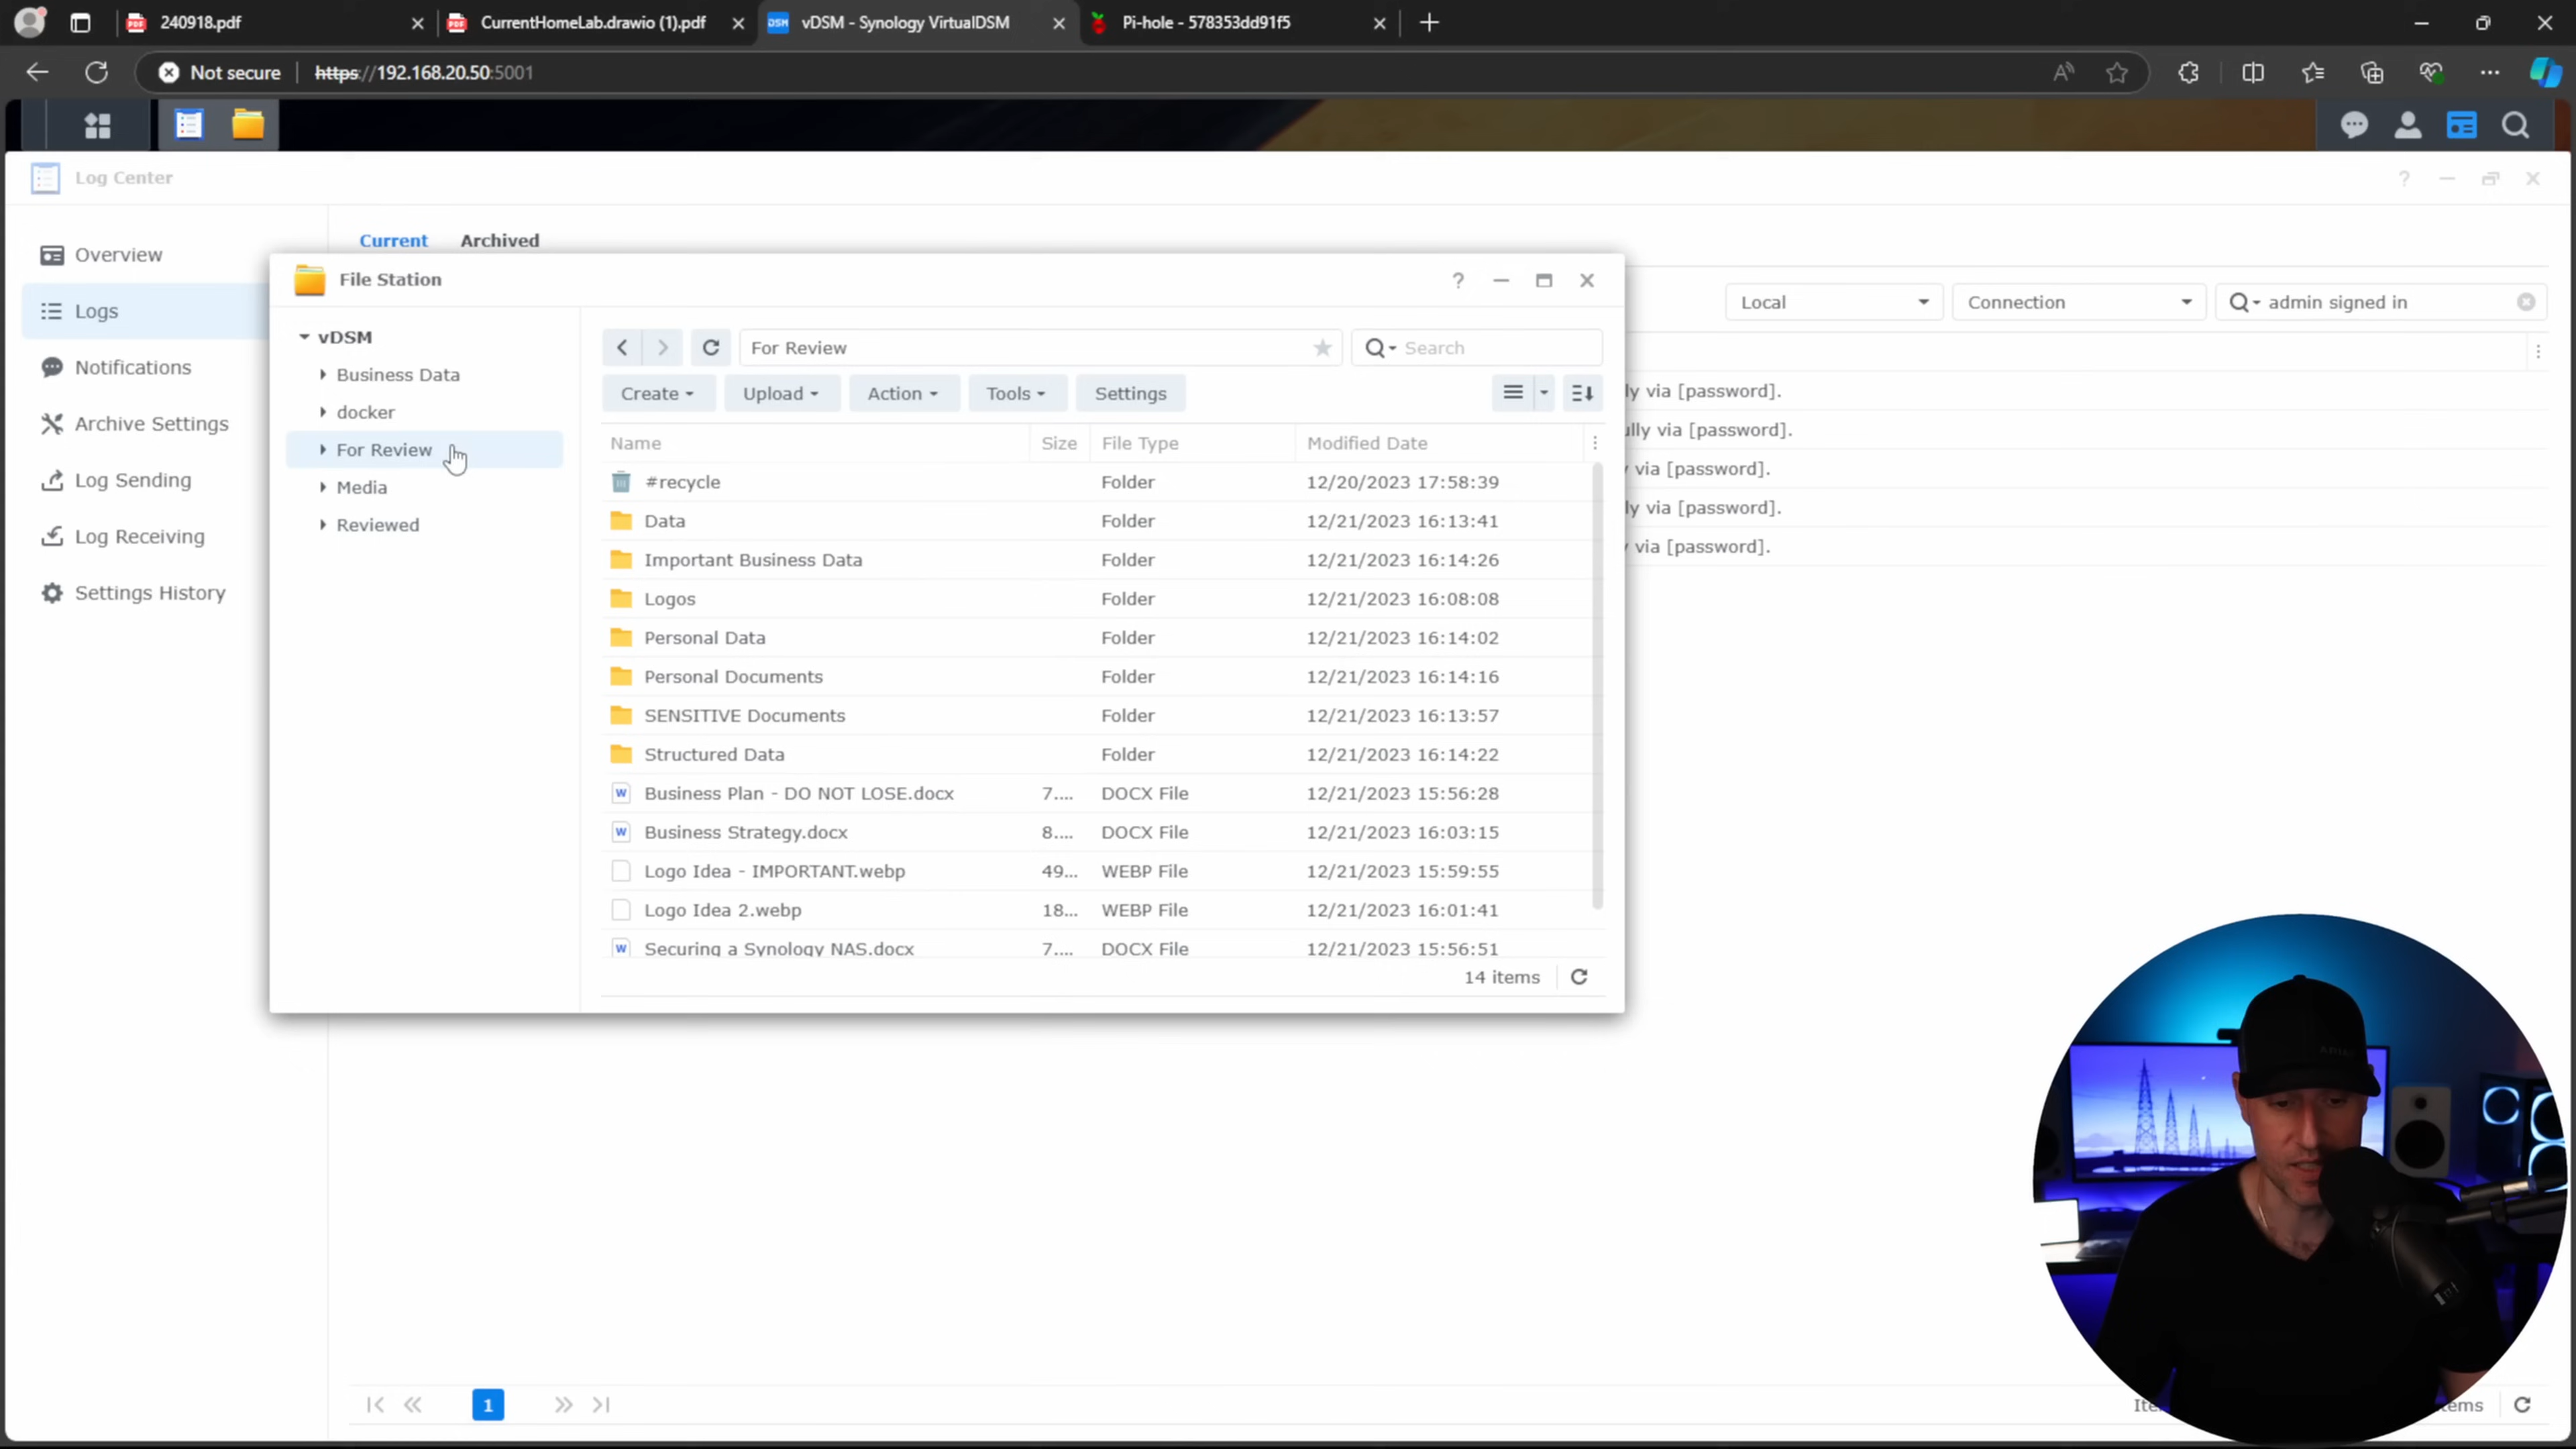 240918.pdf
CurrentHomeLab.drawio (1).pdf
DSM
vDSM - Synology VirtualDSM
Pi-hole - 578353dd91f5
Not secure
https://192.168.20.50:5001
Log Center
Overview
Logs
Notifications
Archive Settings
Log Sending
Log Receiving
Settings History
Current Archived
Local
Connection
admin signed in
ly via [password].
ully via [password].
via [password].
ly via [password].
via [password].
File Station
vDSM
Business Data
docker
For Review
Media
Reviewed
For Review
Search
Create Upload Action Tools Settings
Name Size File Type Modified Date
#recycle Folder 12/20/2023 17:58:39
Data Folder 12/21/2023 16:13:41
Important Business Data Folder 12/21/2023 16:14:26
Logos Folder 12/21/2023 16:08:08
Personal Data Folder 12/21/2023 16:14:02
Personal Documents Folder 12/21/2023 16:14:16
SENSITIVE Documents Folder 12/21/2023 16:13:57
Structured Data Folder 12/21/2023 16:14:22
Business Plan - DO NOT LOSE.docx 7.... DOCX File 12/21/2023 15:56:28
Business Strategy.docx 8.... DOCX File 12/21/2023 16:03:15
Logo Idea - IMPORTANT.webp 49... WEBP File 12/21/2023 15:59:55
Logo Idea 2.webp 18... WEBP File 12/21/2023 16:01:41
Securing a Synology NAS.docx 7.... DOCX File 12/21/2023 15:56:51
14 items
1